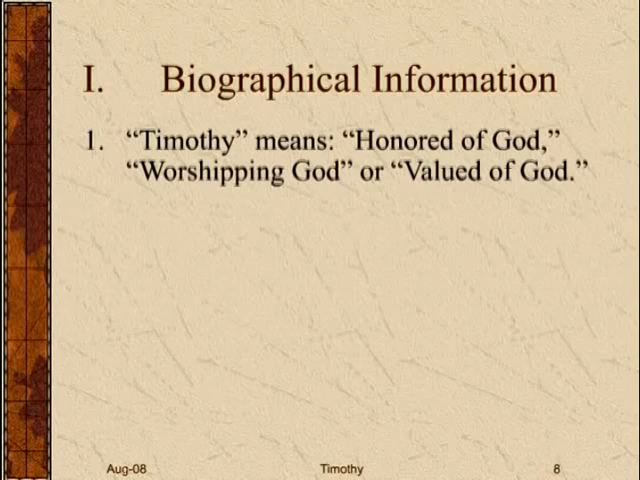 I. Biographical Information
1. “Timothy” means: “Honored of God,”
“Worshipping God” or “Valued of God.”
Aug-08 Timothy 8